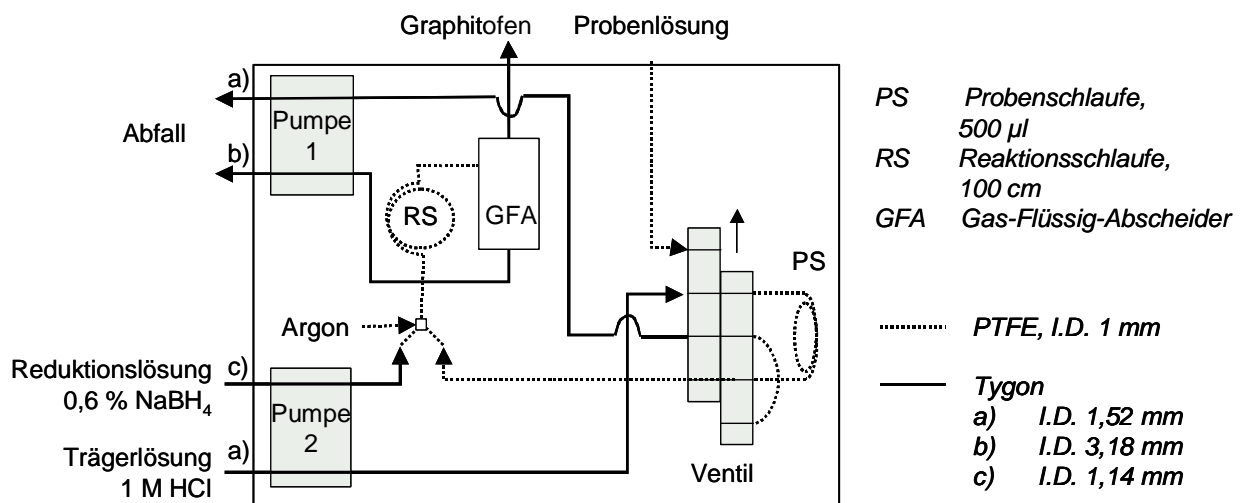 Graphitofen
Probenlösung
a)
Abfall
b)
Pumpe
1
RS
GFA
PS
Argon
Reduktionslösung
0,6 % NaBH4
c)
Pumpe
2
Trägerlösung
1 M HCl
a)
Ventil
PS Probenschlaufe,
500 µl
RS Reaktionsschlaufe,
100 cm
GFA Gas-Flüssig-Abscheider
PTFE, I.D. 1 mm
Tygon
a) I.D. 1,52 mm
b) I.D. 3,18 mm
c) I.D. 1,14 mm